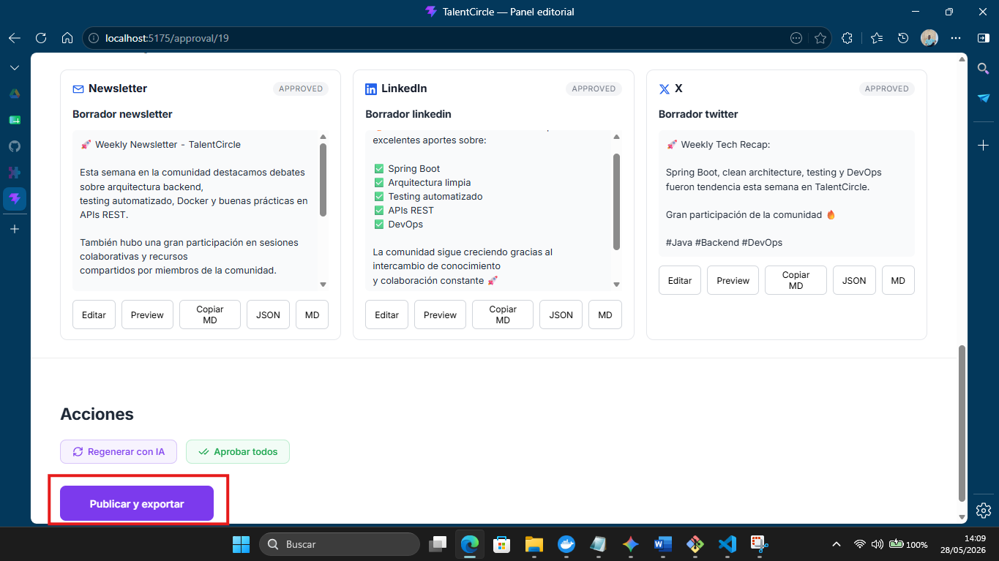 TalentCircle — Panel editorial
localhost:5175/approval/19
Newsletter
APPROVED
Borrador newsletter
🚀 Weekly Newsletter - TalentCircle
Esta semana en la comunidad destacamos debates
sobre arquitectura backend,
testing automatizado, Docker y buenas prácticas en
APIs REST.
También hubo una gran participación en sesiones
colaborativas y recursos
compartidos por miembros de la comunidad.
Editar
Preview
Copiar
MD
JSON
MD
LinkedIn
APPROVED
Borrador linkedin
excelentes aportes sobre:
✅ Spring Boot
✅ Arquitectura limpia
✅ Testing automatizado
✅ APIs REST
✅ DevOps
La comunidad sigue creciendo gracias al
intercambio de conocimiento
y colaboración constante 🚀
Editar
Preview
Copiar
MD
JSON
MD
X
APPROVED
Borrador twitter
🚀 Weekly Tech Recap:
Spring Boot, clean architecture, testing y DevOps
fueron tendencia esta semana en TalentCircle.
Gran participación de la comunidad 🔥
#Java #Backend #DevOps
Editar
Preview
Copiar
MD
JSON
MD
Acciones
Regenerar con IA
Aprobar todos
Publicar y exportar
Buscar
100%
14:09
28/05/2026